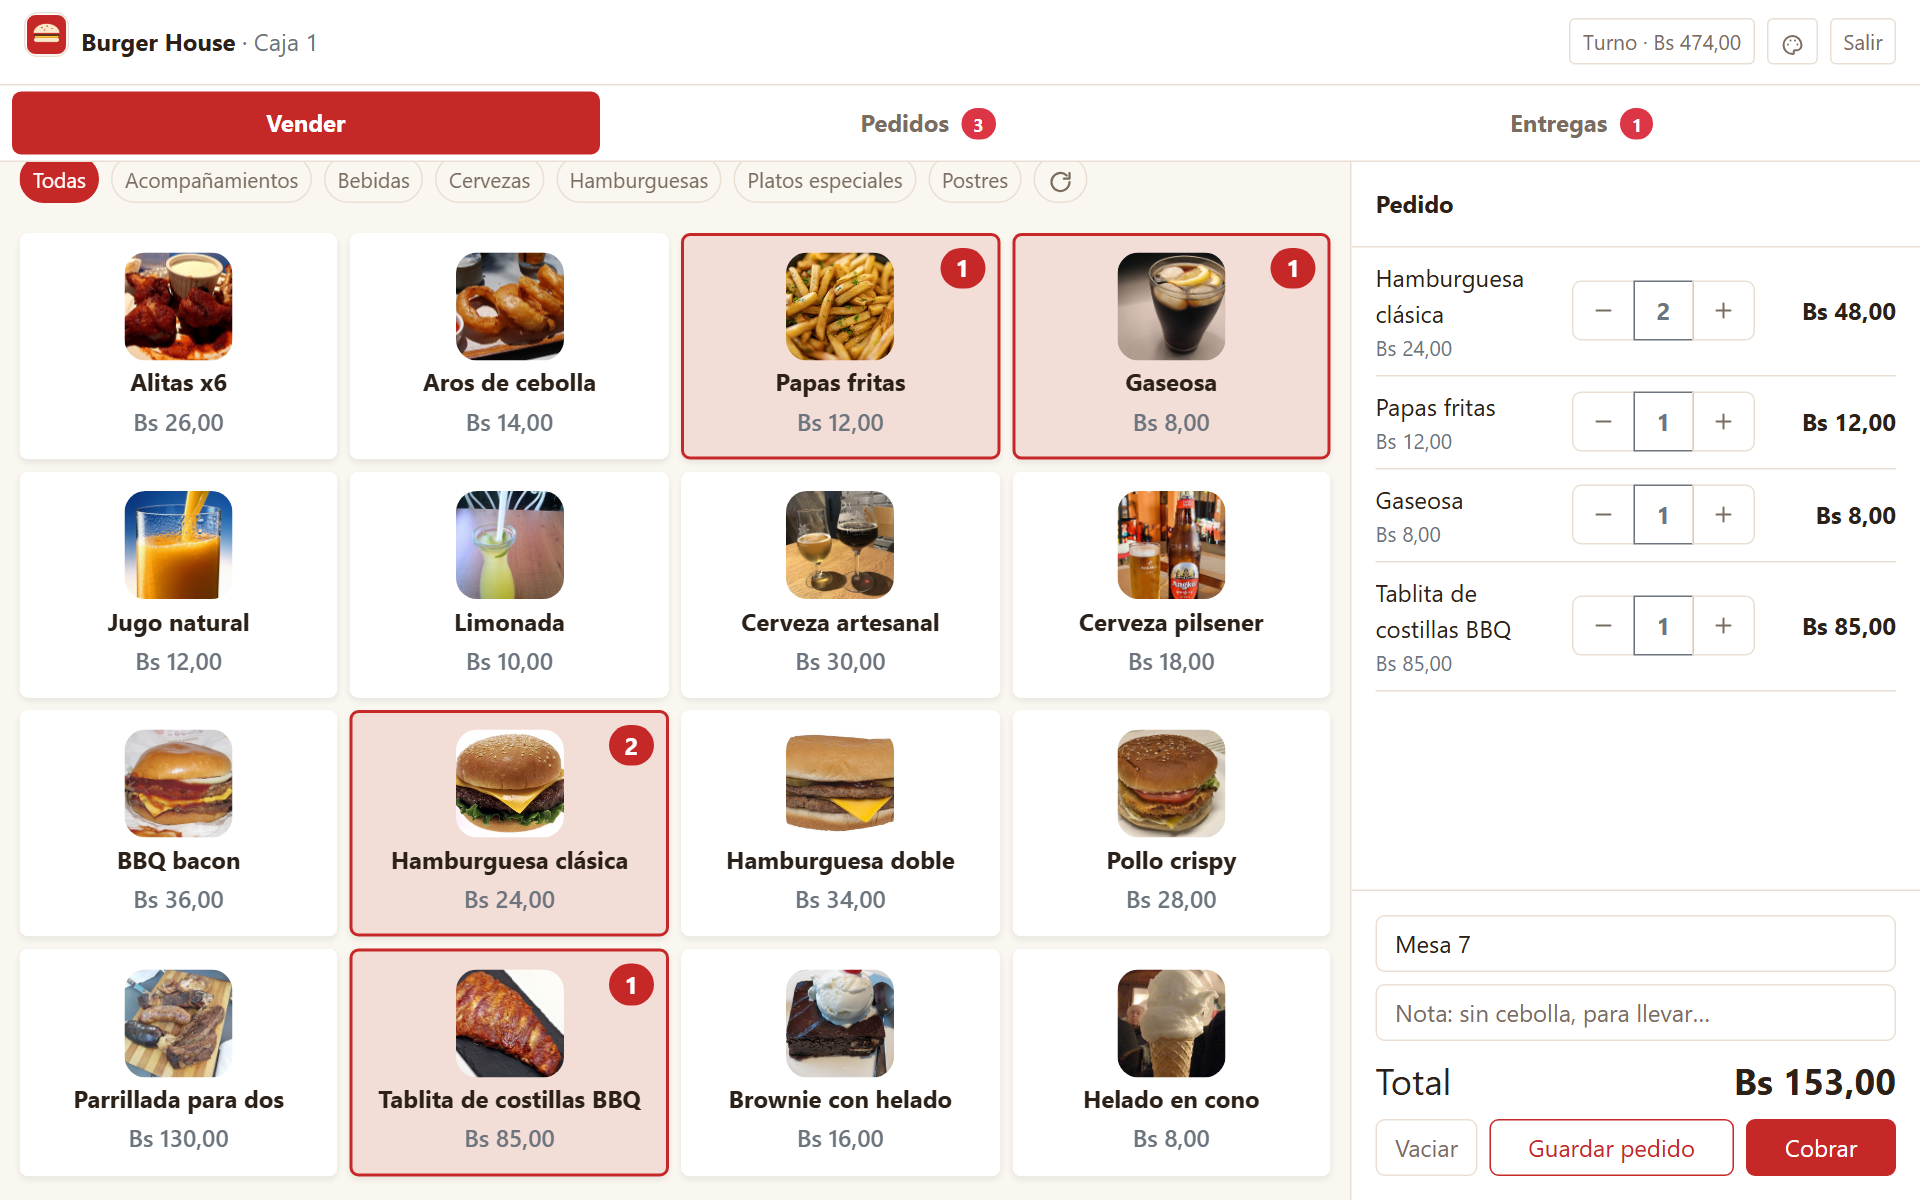 Burger House · Caja 1
Turno · Bs 474,00
Salir
Vender
Pedidos 3
Entregas 1
Todas
Acompañamientos
Bebidas
Cervezas
Hamburguesas
Platos especiales
Postres
Alitas x6
Bs 26,00
Aros de cebolla
Bs 14,00
1
Papas fritas
Bs 12,00
1
Gaseosa
Bs 8,00
Jugo natural
Bs 12,00
Limonada
Bs 10,00
Cerveza artesanal
Bs 30,00
Cerveza pilsener
Bs 18,00
BBQ bacon
Bs 36,00
2
Hamburguesa clásica
Bs 24,00
Hamburguesa doble
Bs 34,00
Pollo crispy
Bs 28,00
Parrillada para dos
Bs 130,00
1
Tablita de costillas BBQ
Bs 85,00
Brownie con helado
Bs 16,00
Helado en cono
Bs 8,00
Pedido
Hamburguesa
clásica
Bs 24,00
− 2 +
Bs 48,00
Papas fritas
Bs 12,00
− 1 +
Bs 12,00
Gaseosa
Bs 8,00
− 1 +
Bs 8,00
Tablita de
costillas BBQ
Bs 85,00
− 1 +
Bs 85,00
Mesa 7
Nota: sin cebolla, para llevar...
Total
Bs 153,00
Vaciar
Guardar pedido
Cobrar